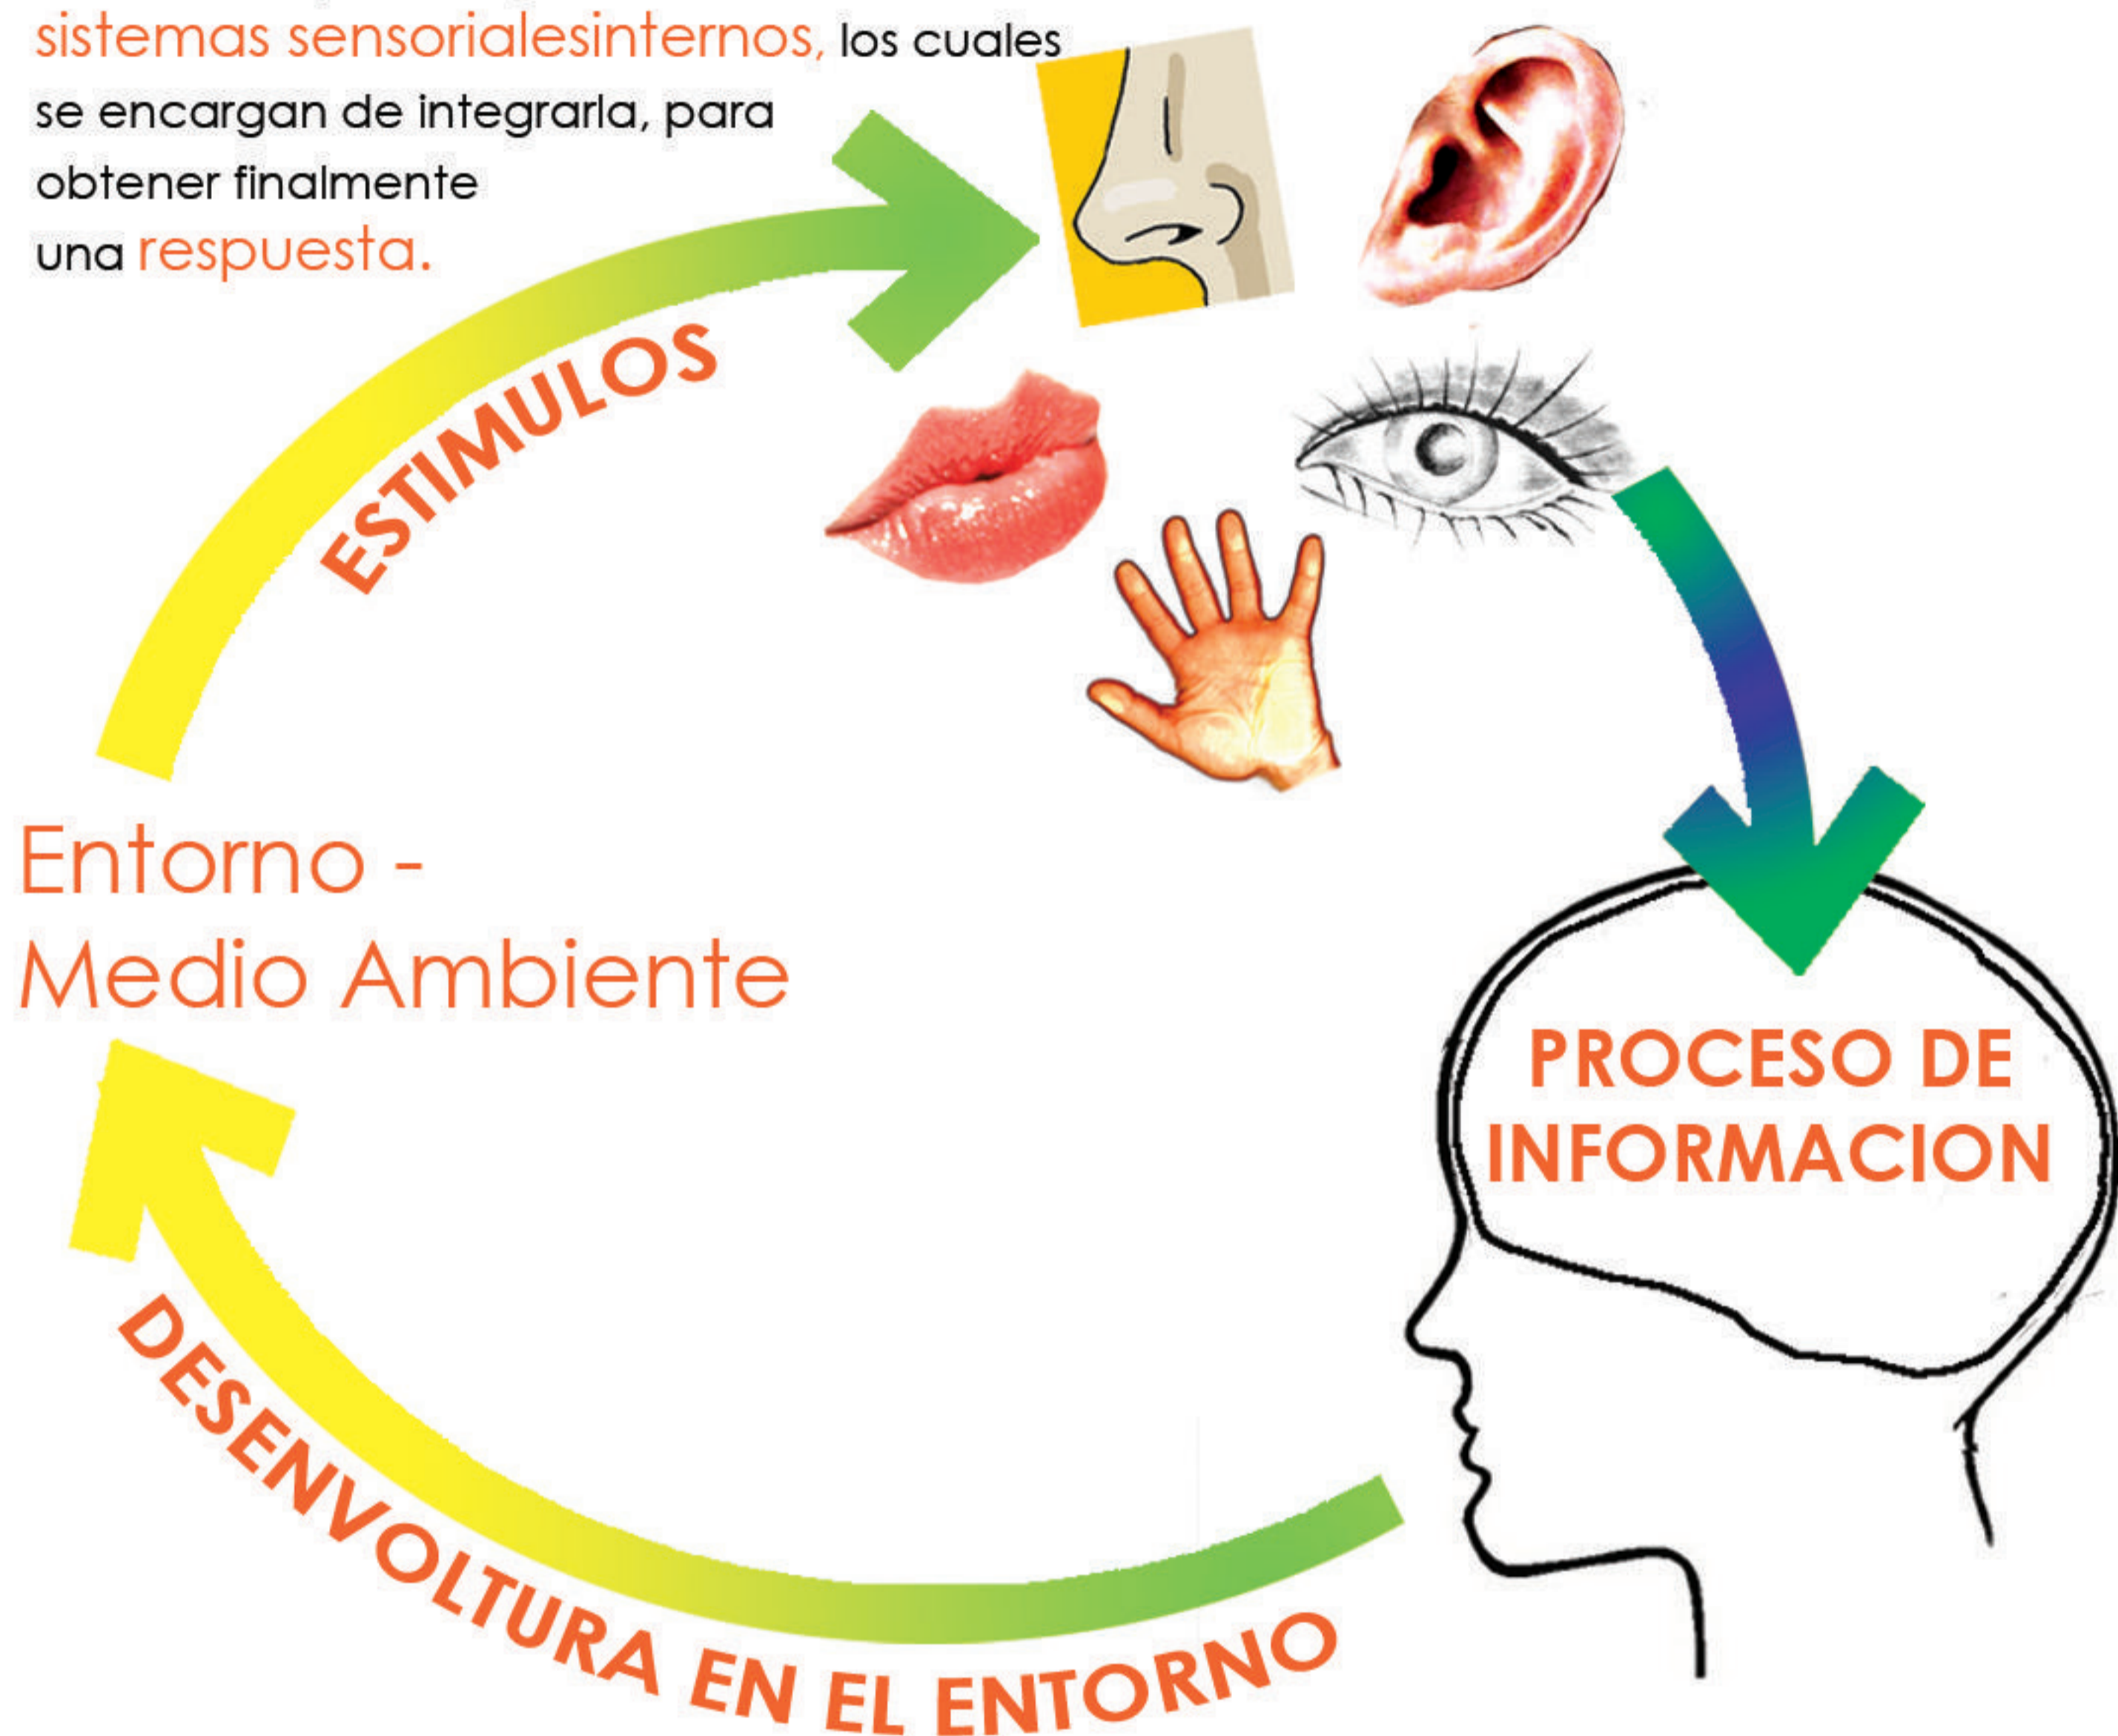 sistemas sensorialesinternos, los cuales
se encargan de integrarla, para
obtener finalmente
una respuesta.
ESTIMULOS
Entorno -
Medio Ambiente
PROCESO DE
INFORMACION
DESENVOLTURA EN EL ENTORNO